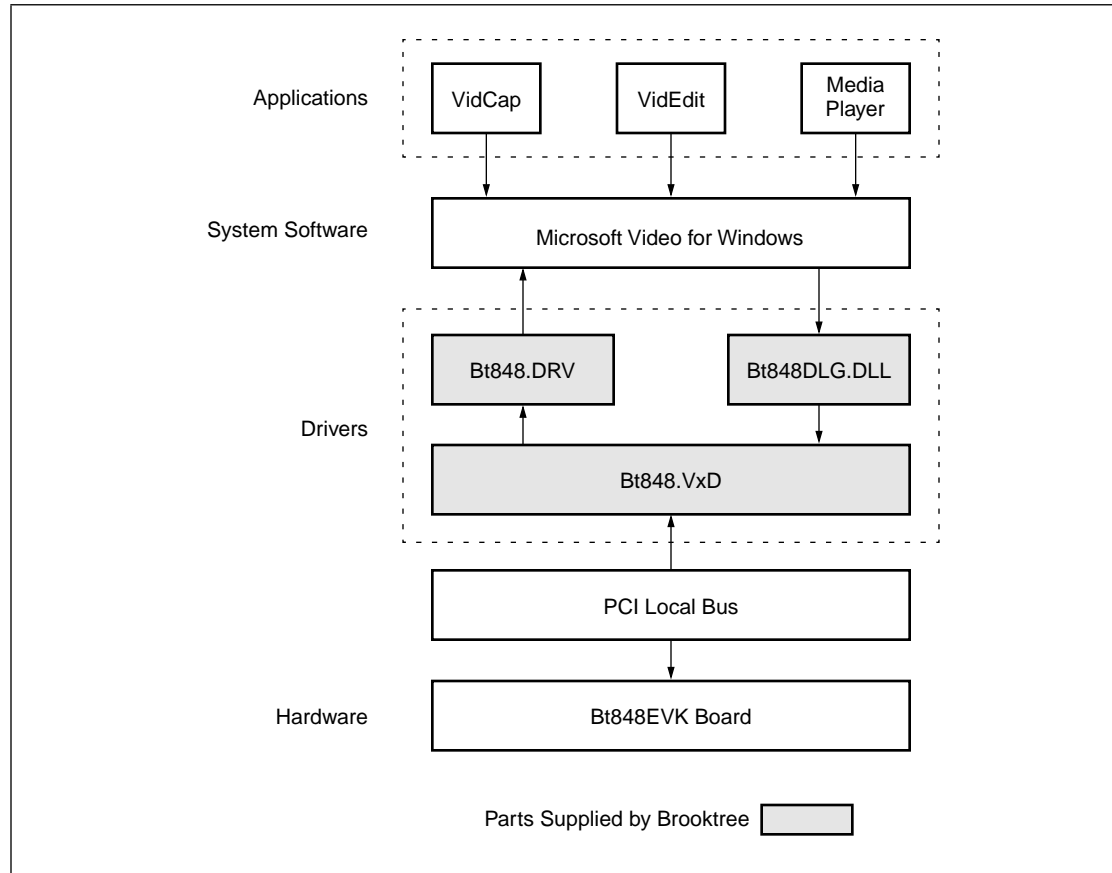 Applications
VidCap
VidEdit
Media
Player
System Software
Microsoft Video for Windows
Bt848.DRV
Bt848DLG.DLL
Drivers
Bt848.VxD
PCI Local Bus
Hardware
Bt848EVK Board
Parts Supplied by Brooktree